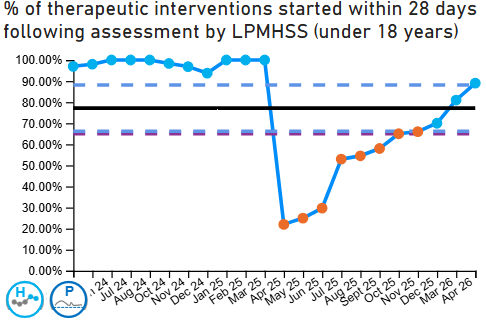 % of therapeutic interventions started within 28 days
following assessment by LPMHSS (under 18 years)
100.00%
90.00%
80.00%
70.00%
60.00%
50.00%
40.00%
30.00%
20.00%
10.00%
0.00%
24
Jul 24
Aug 24
Oct 24
Nov 24
Dec 24
Jan 25
Feb 25
Mar 25
Apr 25
May 25
Jun 25
Jul 25
Aug 25
Sept 25
Oct 25
Nov 25
Dec 25
Mar 26
Apr 26
H
P